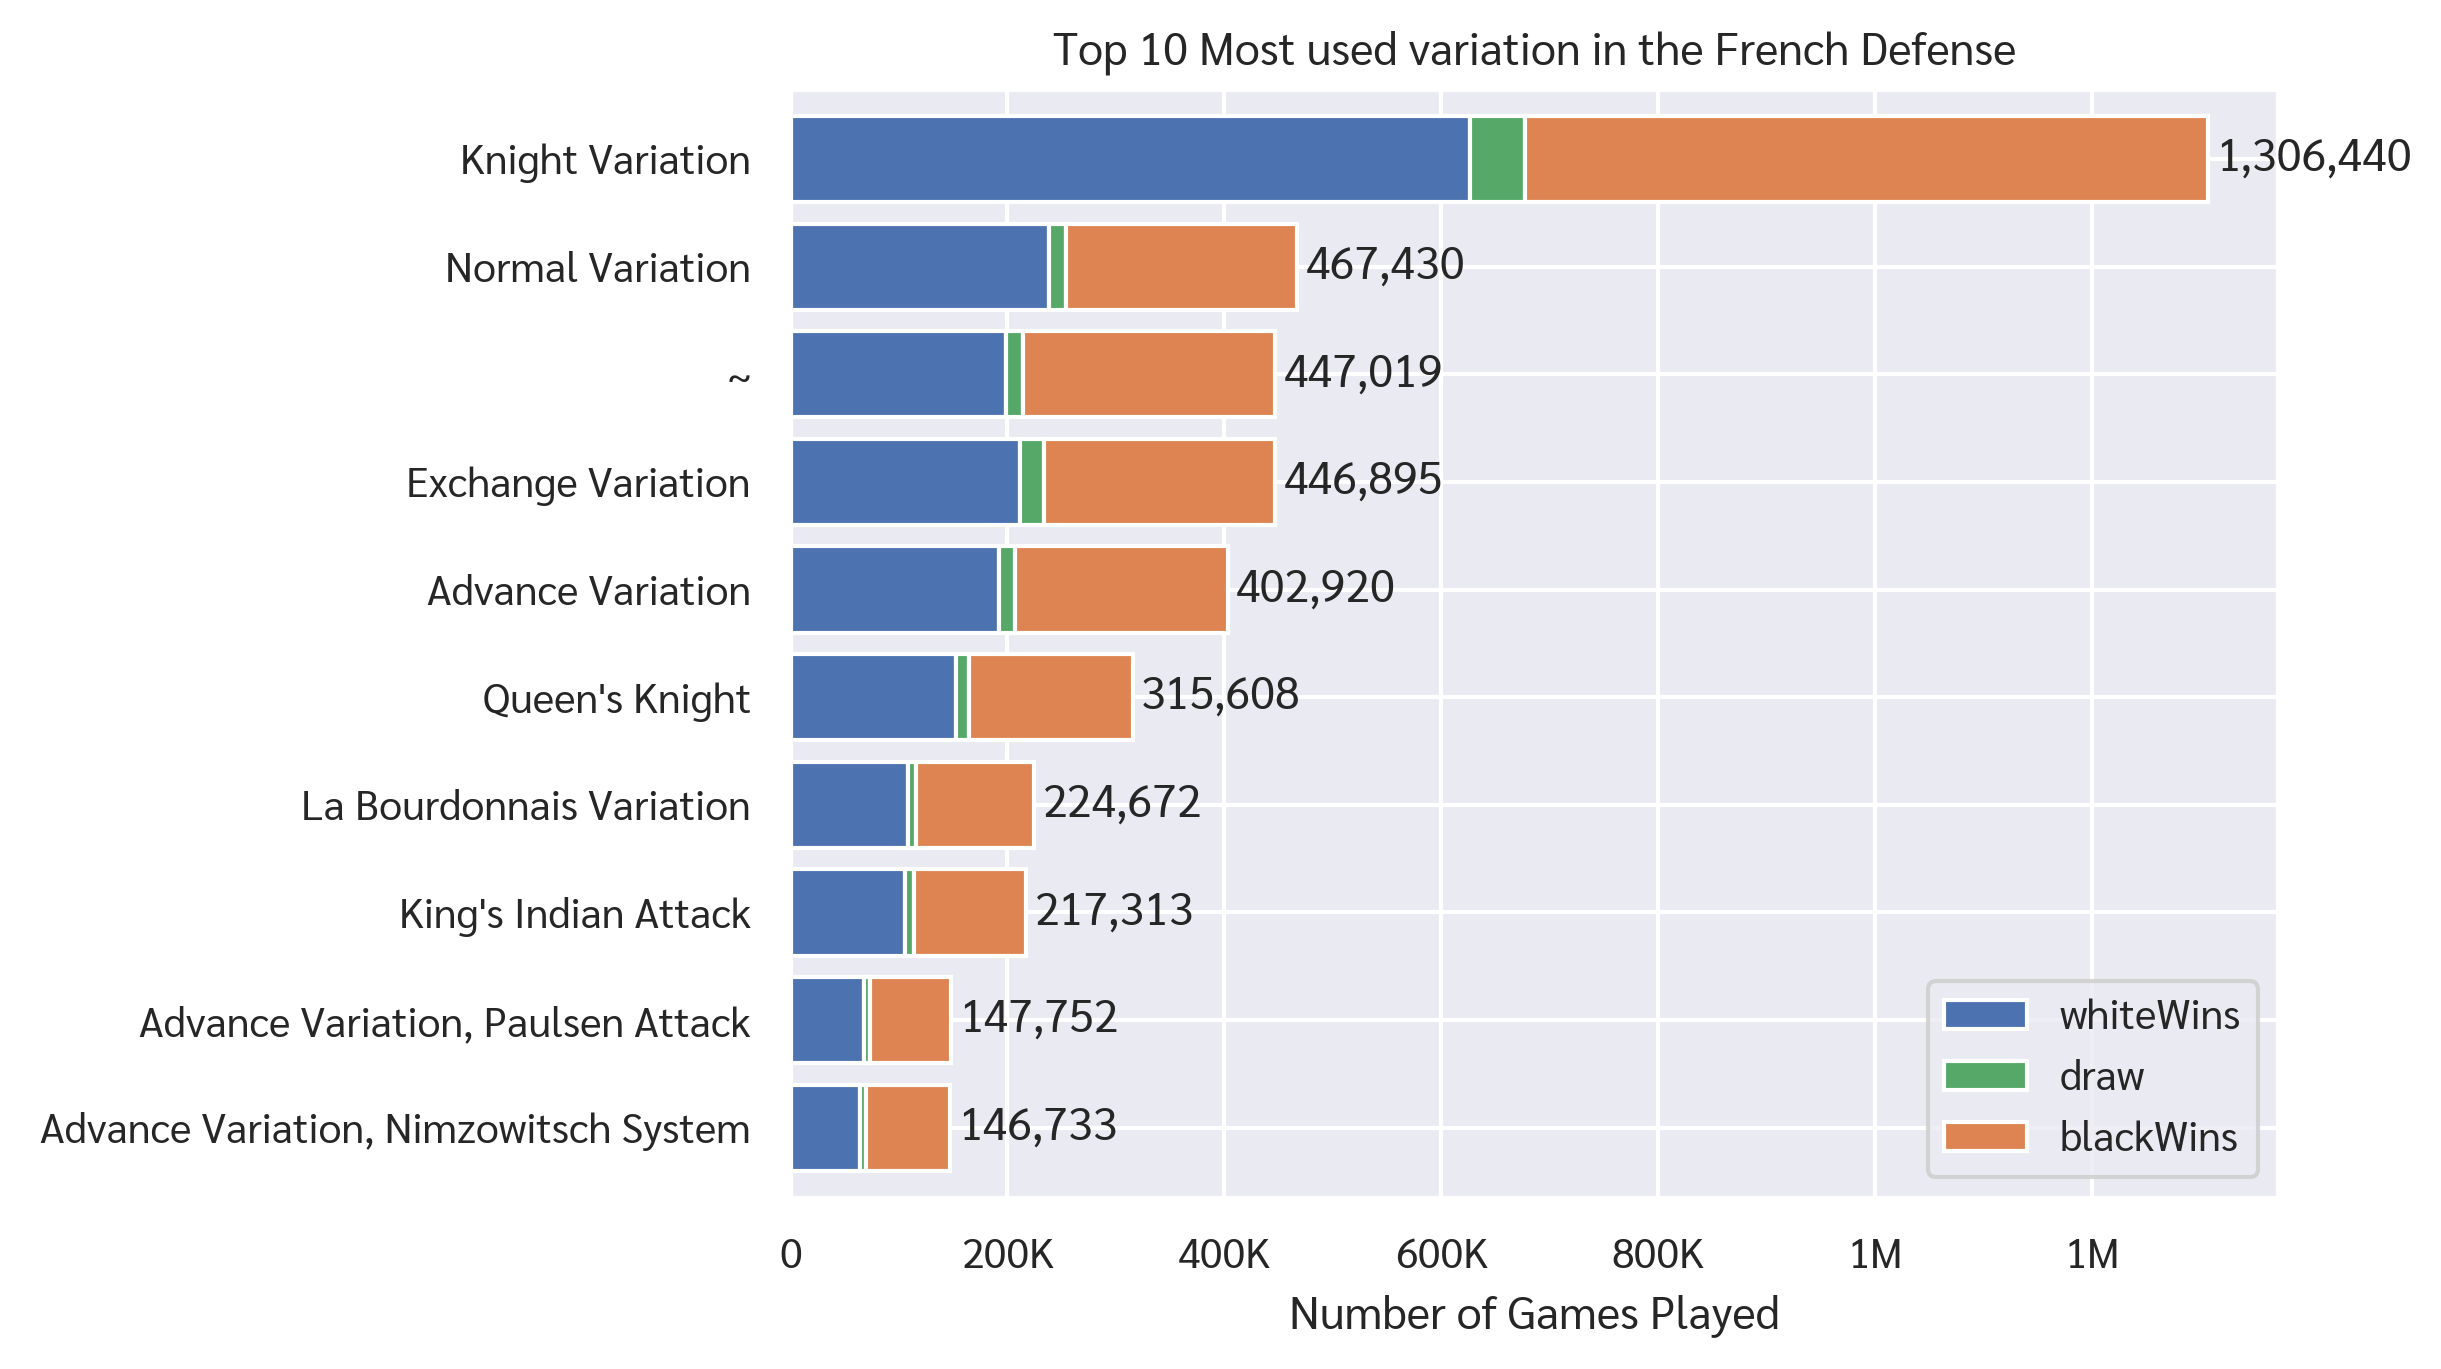 Top 10 Most used variation in the French Defense
Knight Variation
1,306,440
Normal Variation
467,430
~
447,019
Exchange Variation
446,895
Advance Variation
402,920
Queen's Knight
315,608
La Bourdonnais Variation
224,672
King's Indian Attack
217,313
Advance Variation, Paulsen Attack
147,752
Advance Variation, Nimzowitsch System
146,733
whiteWins
draw
blackWins
0 200K 400K 600K 800K 1M 1M
Number of Games Played